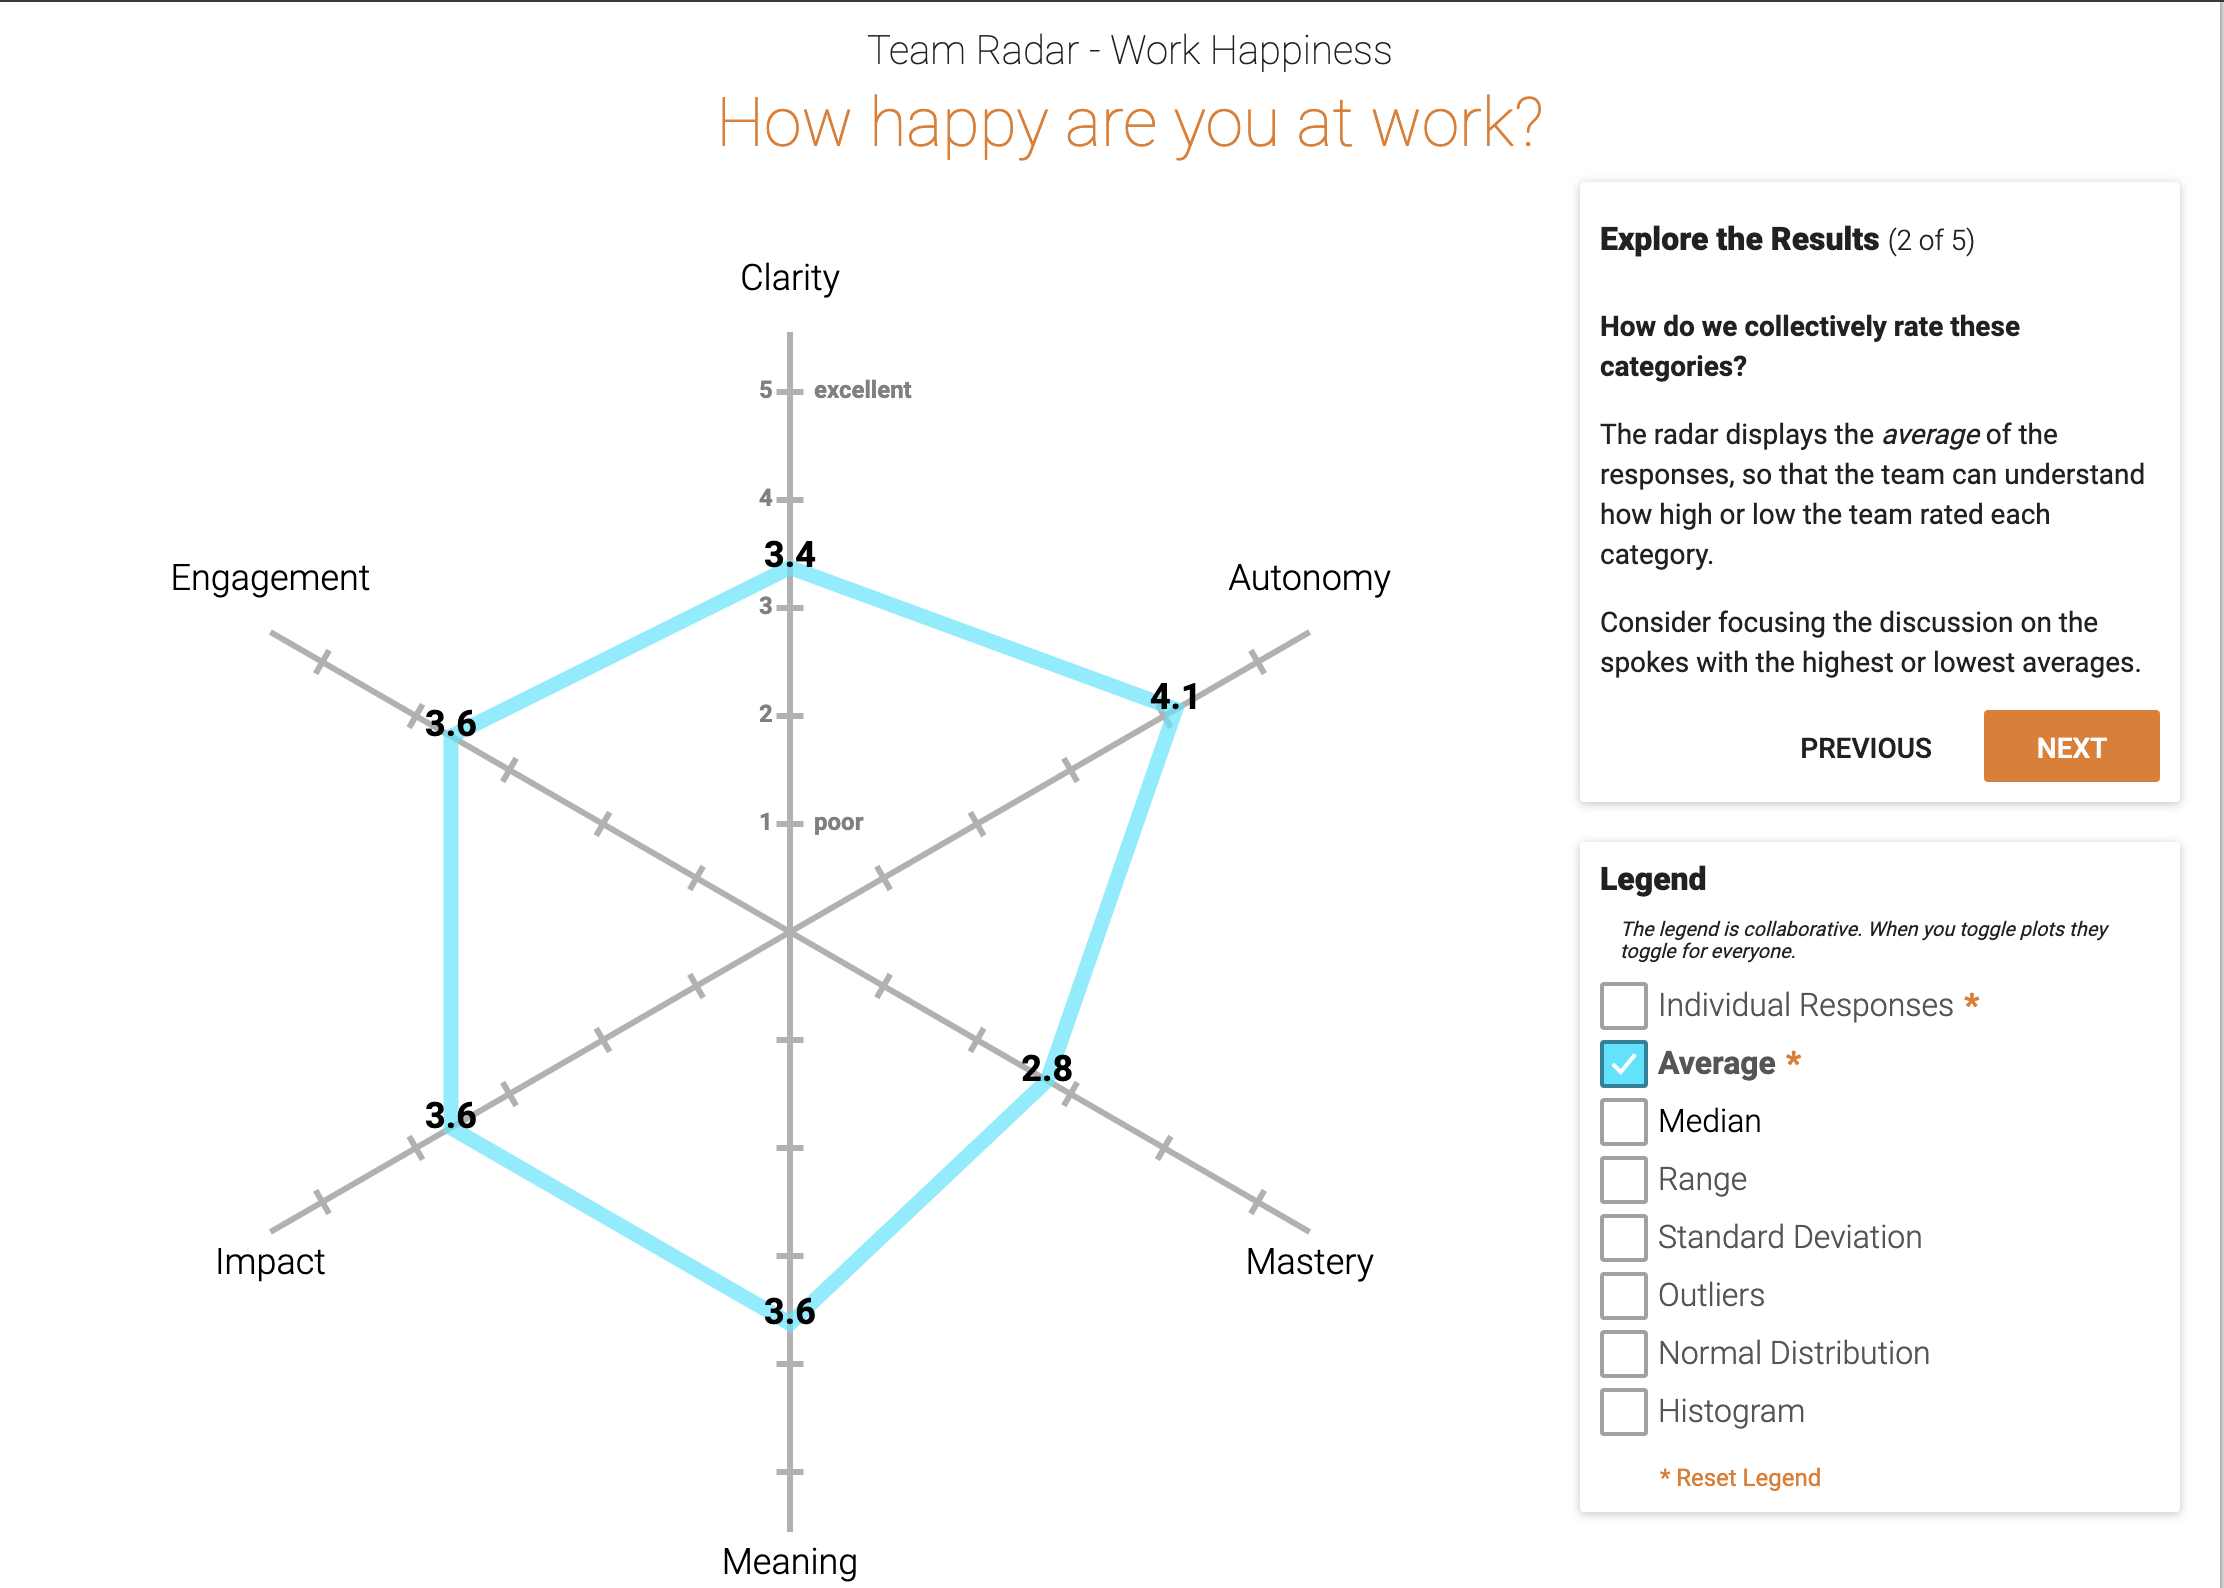 Team Radar - Work Happiness
How happy are you at work?
Clarity
5 excellent
4
3.4
3
2
1 poor
Autonomy
4.1
Engagement
3.6
2.8
Mastery
3.6
Impact
3.6
Meaning
Explore the Results (2 of 5)
How do we collectively rate these
categories?
The radar displays the average of the
responses, so that the team can understand
how high or low the team rated each
category.
Consider focusing the discussion on the
spokes with the highest or lowest averages.
PREVIOUS
NEXT
Legend
The legend is collaborative. When you toggle plots they
toggle for everyone.
Individual Responses *
Average *
Median
Range
Standard Deviation
Outliers
Normal Distribution
Histogram
* Reset Legend